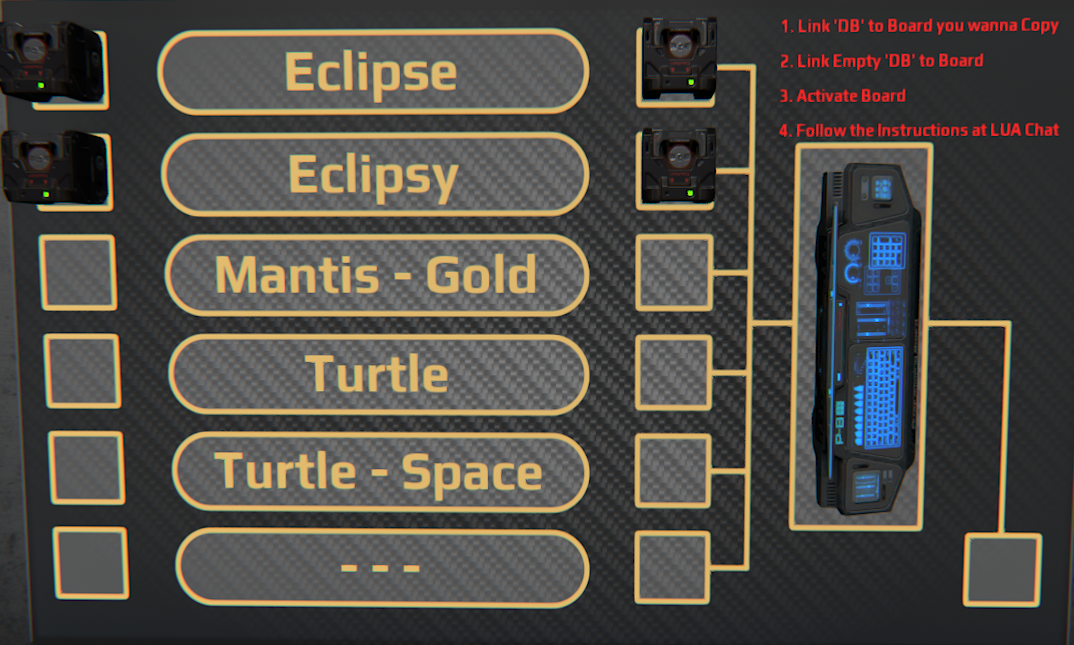 Eclipse
Eclipsy
Mantis - Gold
Turtle
Turtle - Space
- - -
1. Link 'DB' to Board you wanna Copy
2. Link Empty 'DB' to Board
3. Activate Board
4. Follow the Instructions at LUA Chat